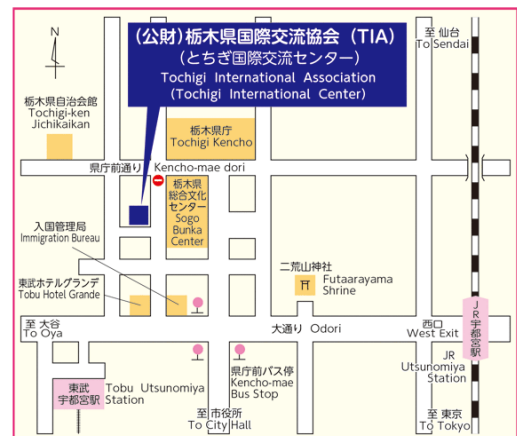 (公財)栃木県国際交流協会 (TIA)
(とちぎ国際交流センター)
Tochigi International Association
(Tochigi International Center)
至 仙台
To Sendai
N
栃木県自治会館
Tochigi-ken
Jichikaikan
栃木県庁
Tochigi Kencho
県庁前通り Kencho-mae dori
栃木県
総合文化
センター
Sogo
Bunka
Center
入国管理局
Immigration Bureau
東武ホテルグランデ
Tobu Hotel Grande
二荒山神社
Futaarayama
Shrine
至 大谷
To Oya
大通り Odori
西口
West Exit
JR宇都宮駅
JR
Utsunomiya
Station
東武
宇都宮駅
Tobu Utsunomiya
Station
県庁前バス停
Kencho-mae
Bus Stop
至 市役所
To City Hall
至 東京
To Tokyo